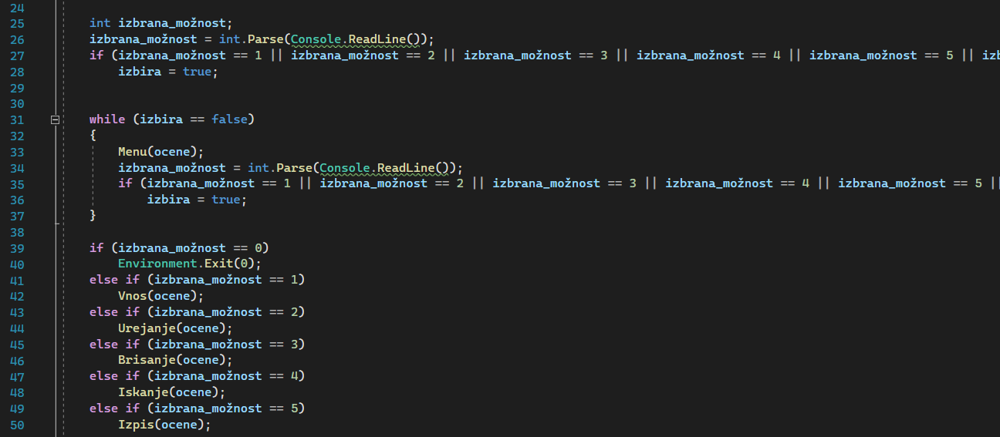 24
25 int izbrana_možnost;
26 izbrana_možnost = int.Parse(Console.ReadLine());
27 if (izbrana_možnost == 1 || izbrana_možnost == 2 || izbrana_možnost == 3 || izbrana_možnost == 4 || izbrana_možnost == 5 || izb
28 izbira = true;
29
30
31 while (izbira == false)
32 {
33 Menu(ocene);
34 izbrana_možnost = int.Parse(Console.ReadLine());
35 if (izbrana_možnost == 1 || izbrana_možnost == 2 || izbrana_možnost == 3 || izbrana_možnost == 4 || izbrana_možnost == 5 ||
36 izbira = true;
37 }
38
39 if (izbrana_možnost == 0)
40 Environment.Exit(0);
41 else if (izbrana_možnost == 1)
42 Vnos(ocene);
43 else if (izbrana_možnost == 2)
44 Urejanje(ocene);
45 else if (izbrana_možnost == 3)
46 Brisanje(ocene);
47 else if (izbrana_možnost == 4)
48 Iskanje(ocene);
49 else if (izbrana_možnost == 5)
50 Izpis(ocene);